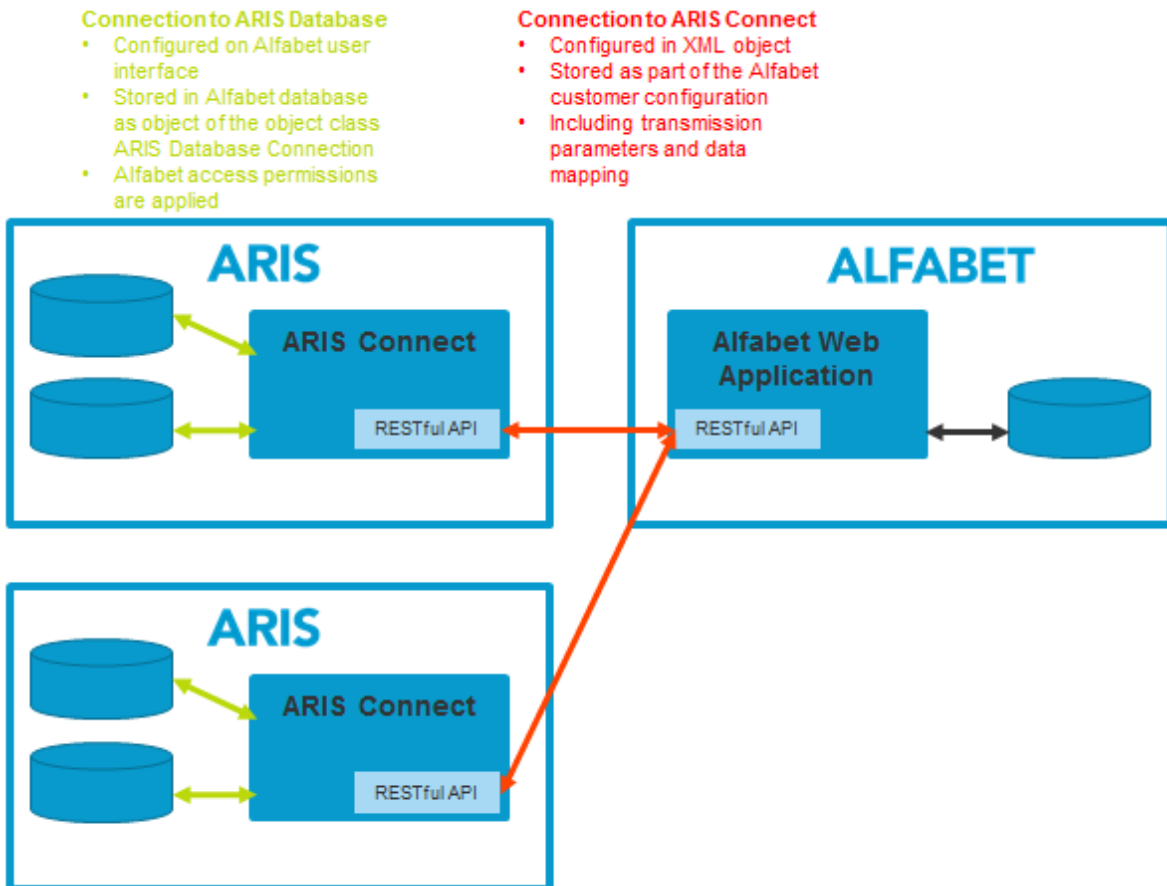 Connection to ARIS Database
• Configured on Alfabet user
interface
• Stored in Alfabet database
as object of the object class
ARIS Database Connection
• Alfabet access permissions
are applied
Connection to ARIS Connect
• Configured in XML object
• Stored as part of the Alfabet
customer configuration
• Including transmission
parameters and data
mapping
ARIS
ARIS Connect
RESTful API
ALFABET
Alfabet Web
Application
RESTful API
ARIS
ARIS Connect
RESTful API